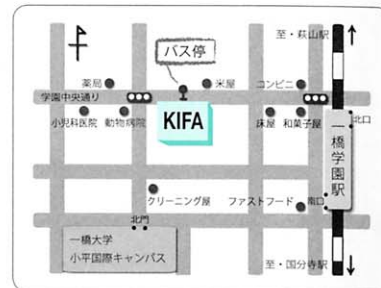 至・萩山駅
バス停
薬局
米屋
コンビニ
学園中央通り
小児科医院
動物病院
KIFA
床屋
和菓子屋
北口
一橋学園駅
クリーニング屋
ファストフード
南口
北門
一橋大学
小平国際キャンパス
至・国分寺駅